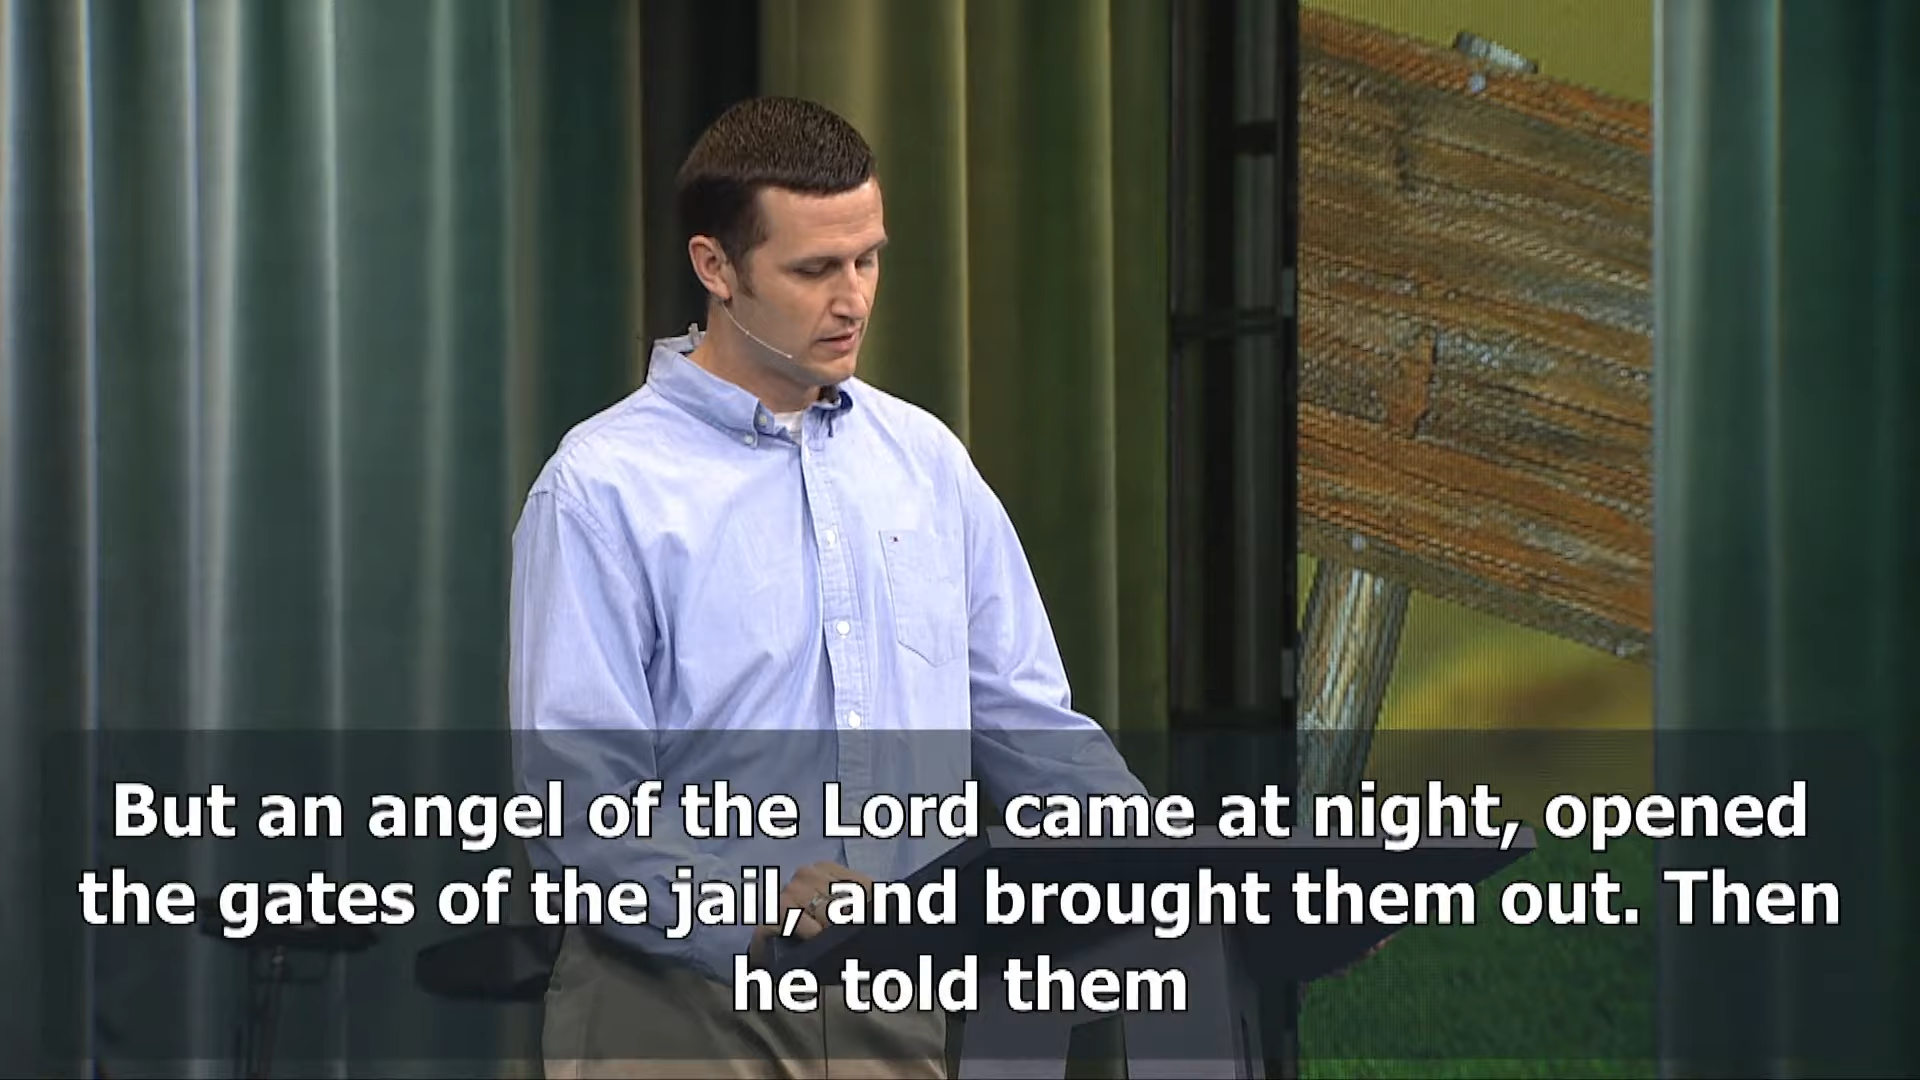 But an angel of the Lord came at night, opened
the gates of the jail, and brought them out. Then
he told them